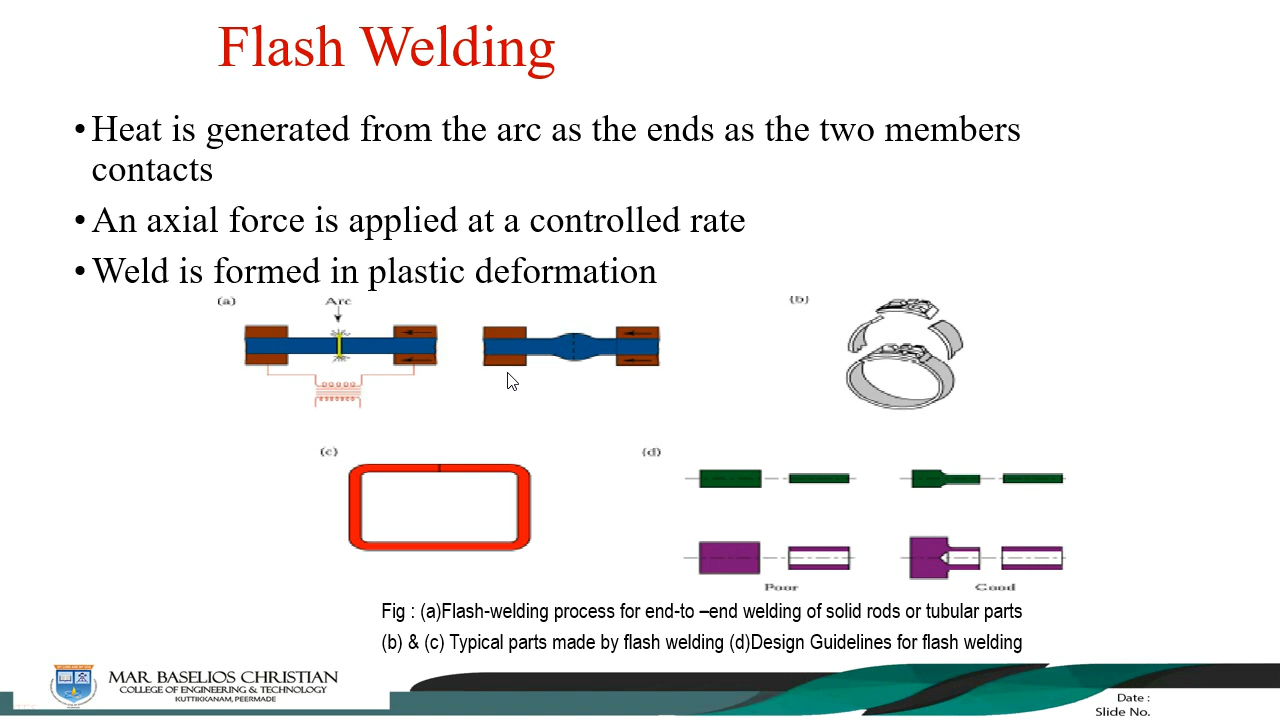 Flash Welding
• Heat is generated from the arc as the ends as the two members
contacts
• An axial force is applied at a controlled rate
• Weld is formed in plastic deformation
(a)
Arc
(b)
(c)
(d)
Poor
Good
Fig : (a)Flash-welding process for end-to –end welding of solid rods or tubular parts
(b) & (c) Typical parts made by flash welding (d)Design Guidelines for flash welding
MAR BASELIOS CHRISTIAN
COLLEGE OF ENGINEERING & TECHNOLOGY
KUTTIKKANAM, PEERMADE
Date :
Slide No.